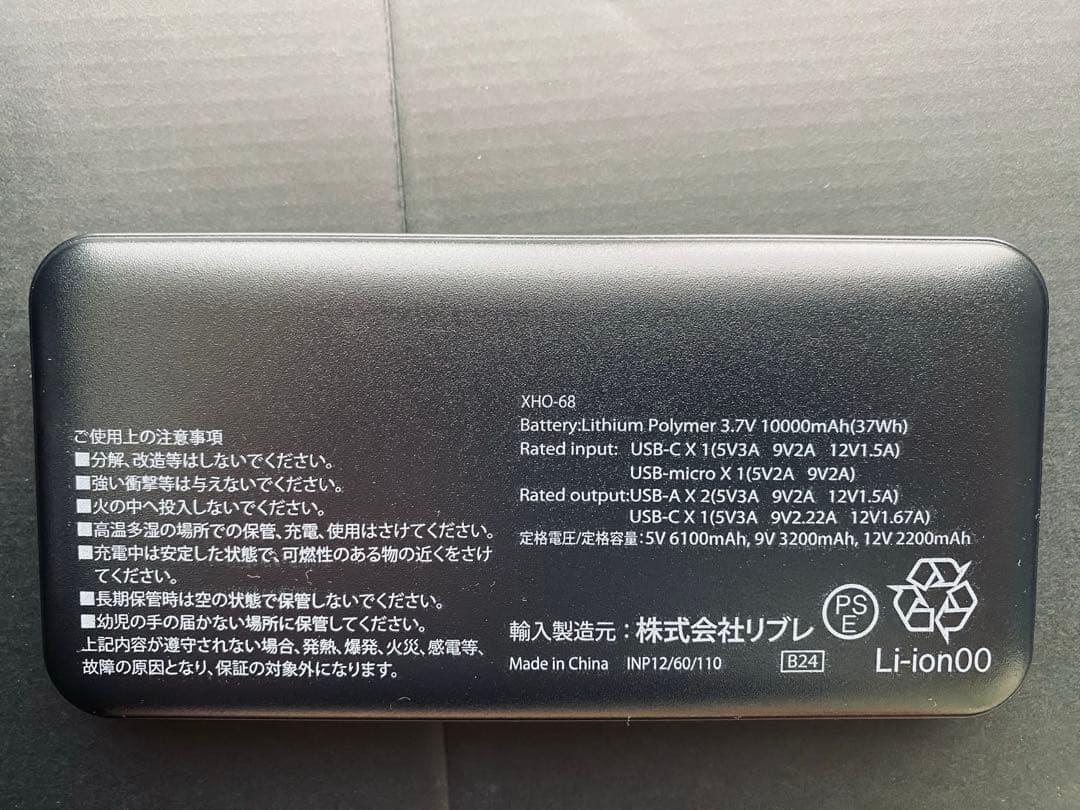 ご使用上の注意事項
■分解、改造等はしないでください。
■強い衝撃等は与えないでください。
■火の中へ投入しないでください。
■高温多湿の場所での保管、充電、使用はさけてください。
■充電中は安定した状態で、可燃性のある物の近くをさけ
てください。
■長期保管時は空の状態で保管しないでください。
■幼児の手の届かない場所に保管してください。
上記内容が遵守されない場合、発熱、爆発、火災、感電等、
故障の原因となり、保証の対象外になります。
XHO-68
Battery:Lithium Polymer 3.7V 10000mAh(37Wh)
Rated input: USB-C X 1(5V3A 9V2A 12V1.5A)
USB-micro X 1(5V2A 9V2A)
Rated output:USB-A X 2(5V3A 9V2A 12V1.5A)
USB-C X 1(5V3A 9V2.22A 12V1.67A)
定格電圧/定格容量:5V 6100mAh, 9V 3200mAh, 12V 2200mAh
輸入製造元:株式会社リブレ
PS
E
Made in China INP12/60/110 B24
Li-ion00